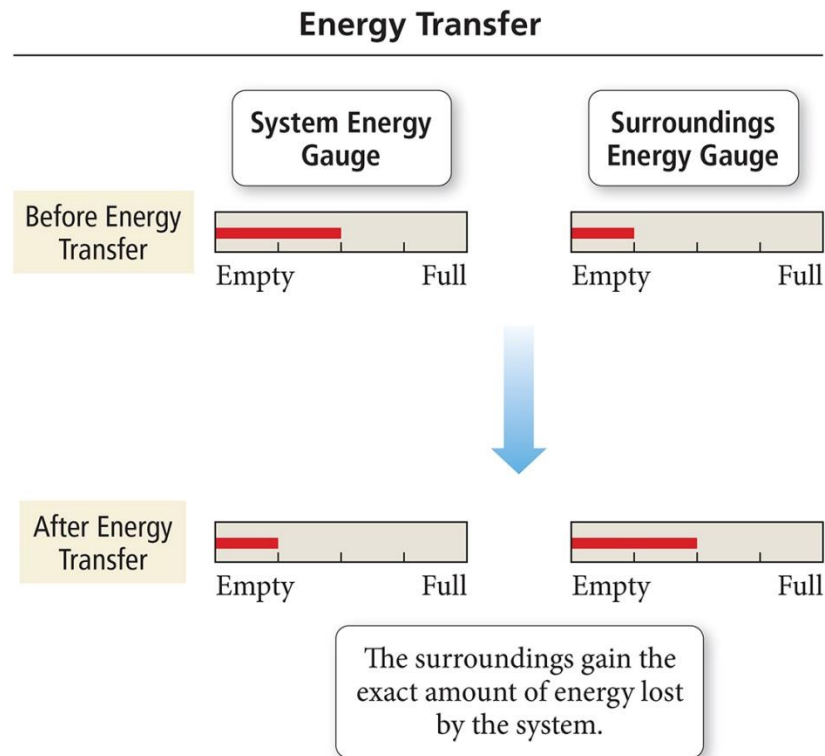 Energy Transfer
System Energy
Gauge
Surroundings
Energy Gauge
Before Energy
Transfer
Empty Full
Empty Full
After Energy
Transfer
Empty Full
Empty Full
The surroundings gain the
exact amount of energy lost
by the system.